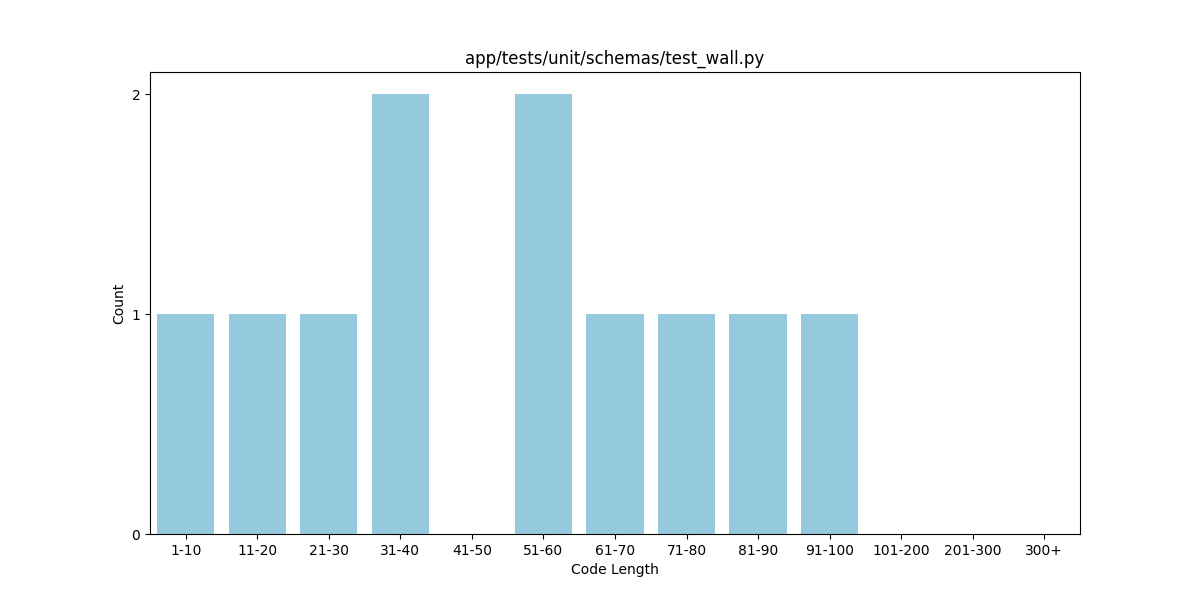 app/tests/unit/schemas/test_wall.py
2
1
0
Count
1-10 11-20 21-30 31-40 41-50 51-60 61-70 71-80 81-90 91-100 101-200 201-300 300+
Code Length